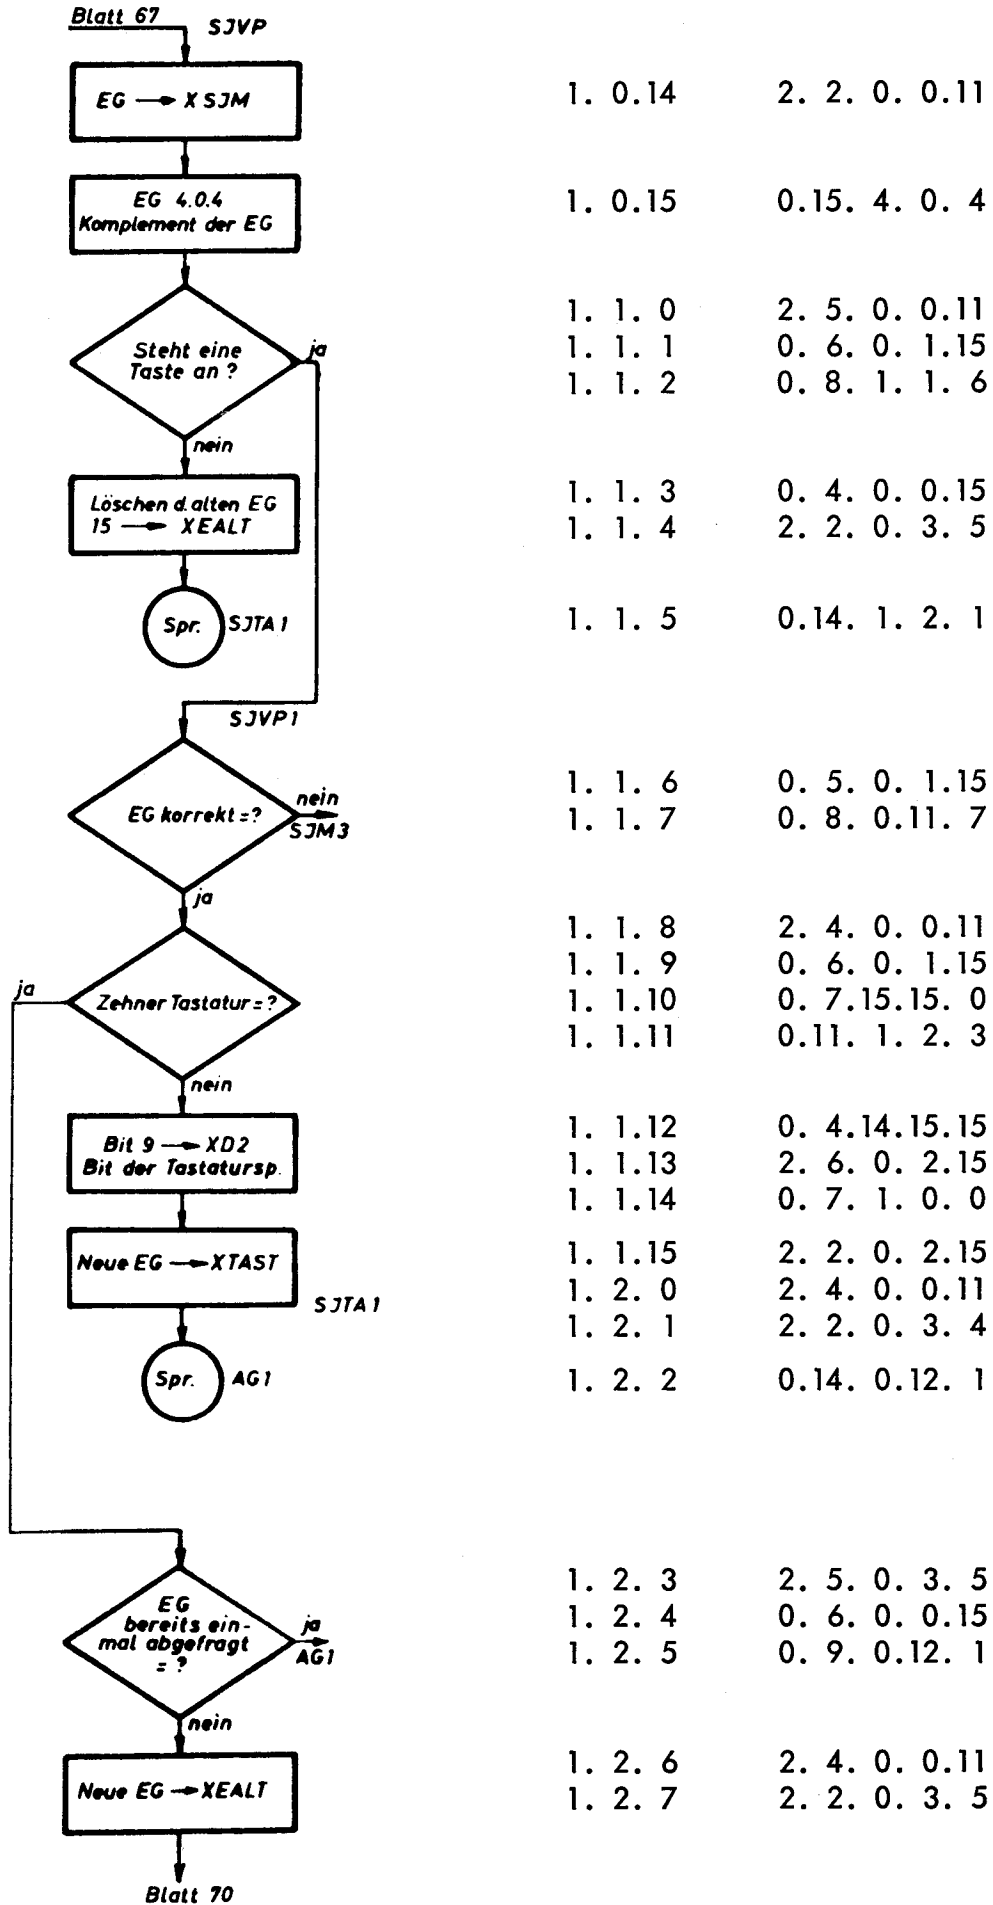 Blatt 67
SJVP
EG → X SJM
1. 0.14 2. 2. 0. 0.11
EG 4.0.4
Komplement der EG
1. 0.15 0.15. 4. 0. 4
Steht eine
Taste an ?
ja
nein
1. 1. 0 2. 5. 0. 0.11
1. 1. 1 0. 6. 0. 1.15
1. 1. 2 0. 8. 1. 1. 6
Löschen d. alten EG
15 → XEALT
1. 1. 3 0. 4. 0. 0.15
1. 1. 4 2. 2. 0. 3. 5
Spr.
SJTA1
1. 1. 5 0.14. 1. 2. 1
SJVP1
EG korrekt = ?
nein
SJM3
ja
1. 1. 6 0. 5. 0. 1.15
1. 1. 7 0. 8. 0.11. 7
Zehner Tastatur = ?
ja
nein
1. 1. 8 2. 4. 0. 0.11
1. 1. 9 0. 6. 0. 1.15
1. 1.10 0. 7.15.15. 0
1. 1.11 0.11. 1. 2. 3
Bit 9 → XD2
Bit der Tastatursp.
1. 1.12 0. 4.14.15.15
1. 1.13 2. 6. 0. 2.15
1. 1.14 0. 7. 1. 0. 0
Neue EG → XTAST
SJTA1
1. 1.15 2. 2. 0. 2.15
1. 2. 0 2. 4. 0. 0.11
1. 2. 1 2. 2. 0. 3. 4
Spr.
AG1
1. 2. 2 0.14. 0.12. 1
EG
bereits ein-
mal abgefragt
= ?
ja
AG1
nein
1. 2. 3 2. 5. 0. 3. 5
1. 2. 4 0. 6. 0. 0.15
1. 2. 5 0. 9. 0.12. 1
Neue EG → XEALT
1. 2. 6 2. 4. 0. 0.11
1. 2. 7 2. 2. 0. 3. 5
Blatt 70